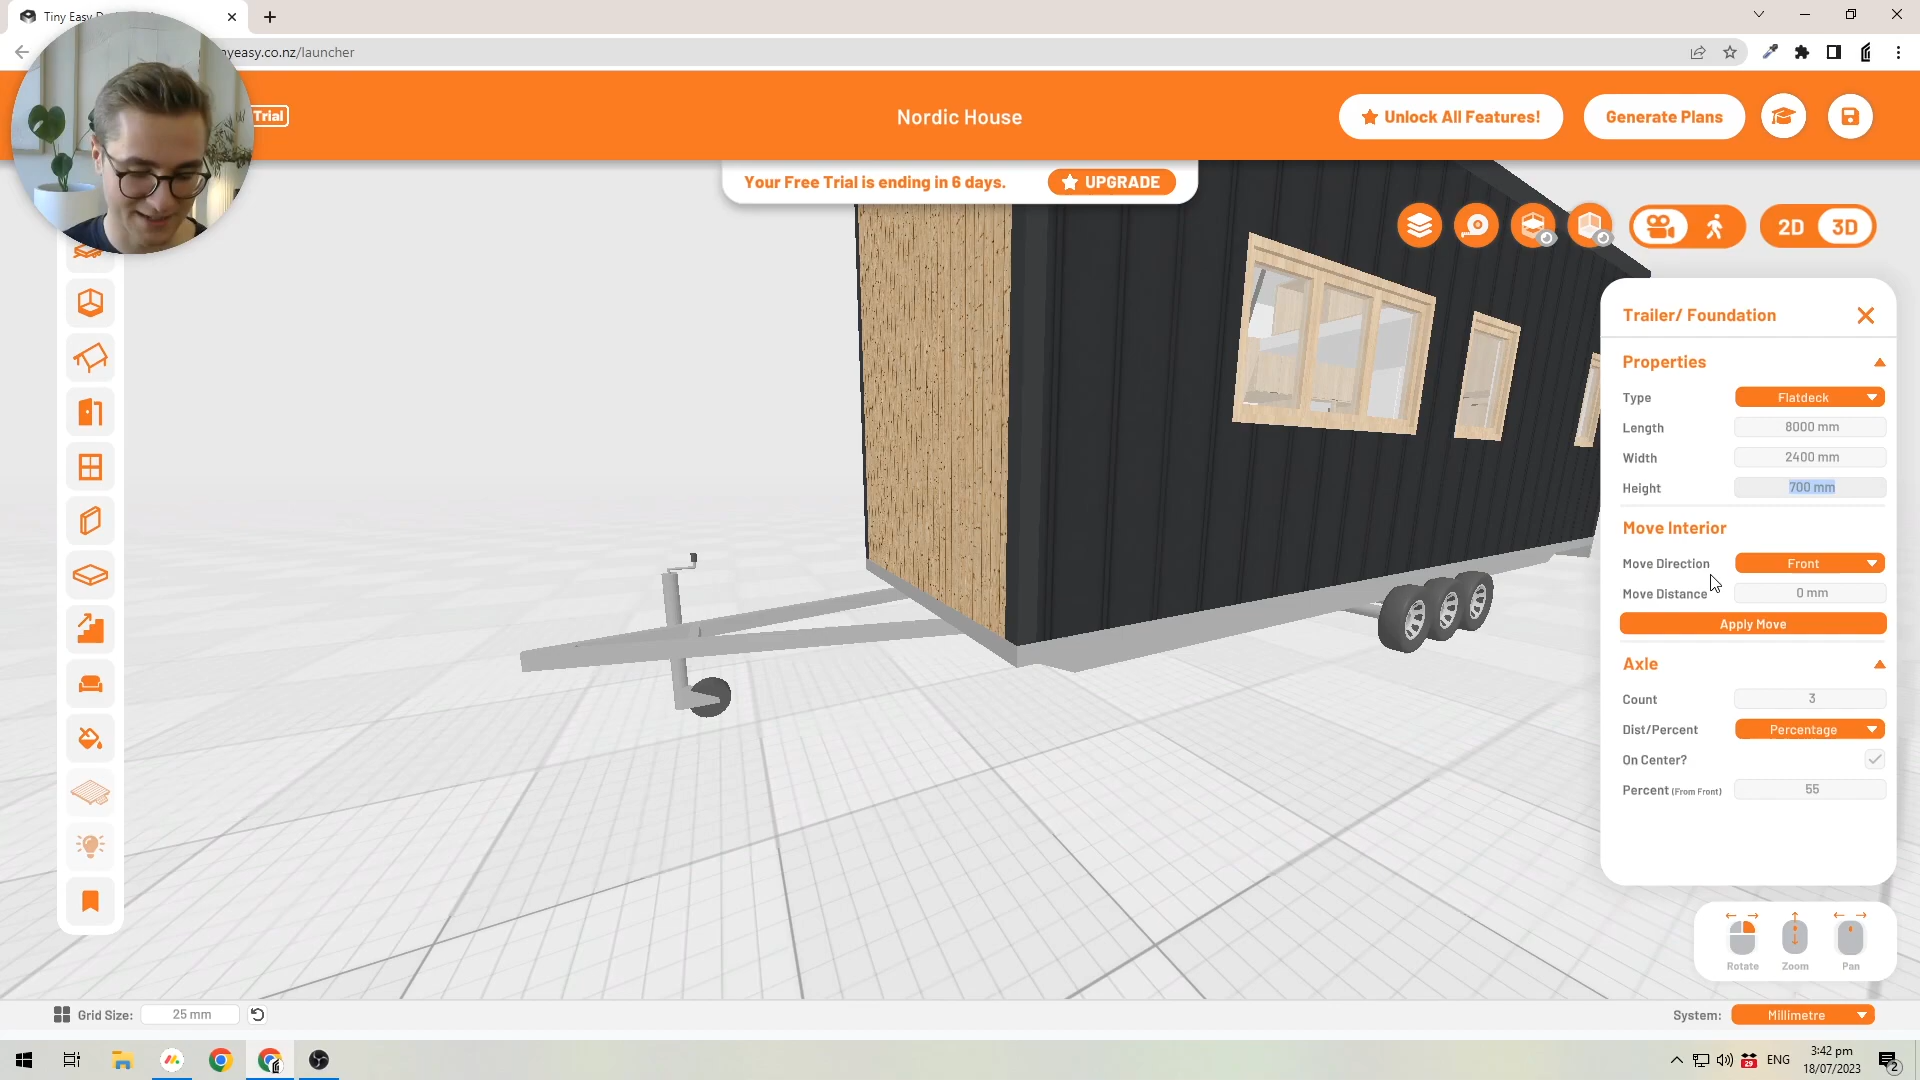 Tiny Easy
yeasy.co.nz/launcher
Trial
Nordic House
Unlock All Features!
Generate Plans
Your Free Trial is ending in 6 days.
UPGRADE
2D
3D
Trailer/ Foundation
Properties
Type
Flatdeck
Length
8000 mm
Width
2400 mm
Height
700 mm
Move Interior
Move Direction
Front
Move Distance
0 mm
Apply Move
Axle
Count
3
Dist/Percent
Percentage
On Center?
Percent (From Front)
55
Rotate
Zoom
Pan
Grid Size:
25 mm
System:
Millimetre
29
ENG
3:42 pm
18/07/2023
2